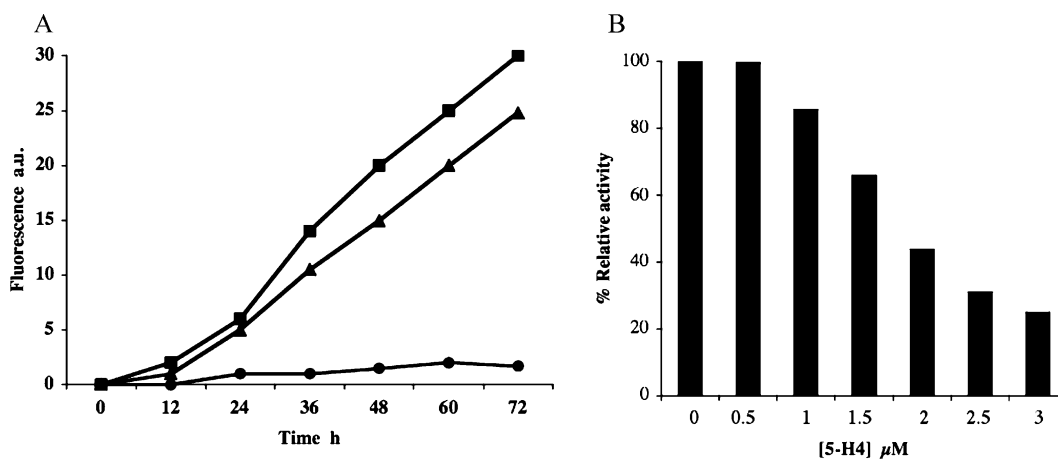 A
30
25
20
15
10
5
0
0 12 24 36 48 60 72
Fluorescence a.u.
Time h
B
100
80
60
40
20
0
0 0.5 1 1.5 2 2.5 3
% Relative activity
[5-H4] µM